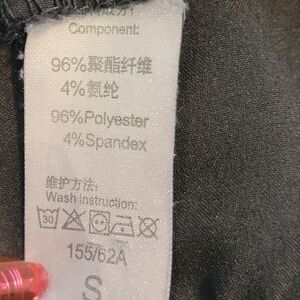 Component:
96%聚酯纤维
4%氨纶
96%Polyester
4%Spandex
维护方法:
Wash instruction:
30
155/62A
S